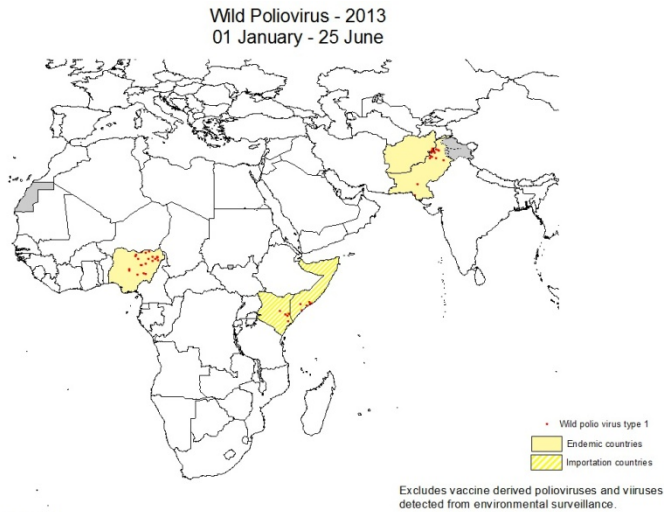 Wild Poliovirus - 2013
01 January - 25 June
Wild polio virus type 1
Endemic countries
Importation countries
Excludes vaccine derived polioviruses and viiruses
detected from environmental surveillance.